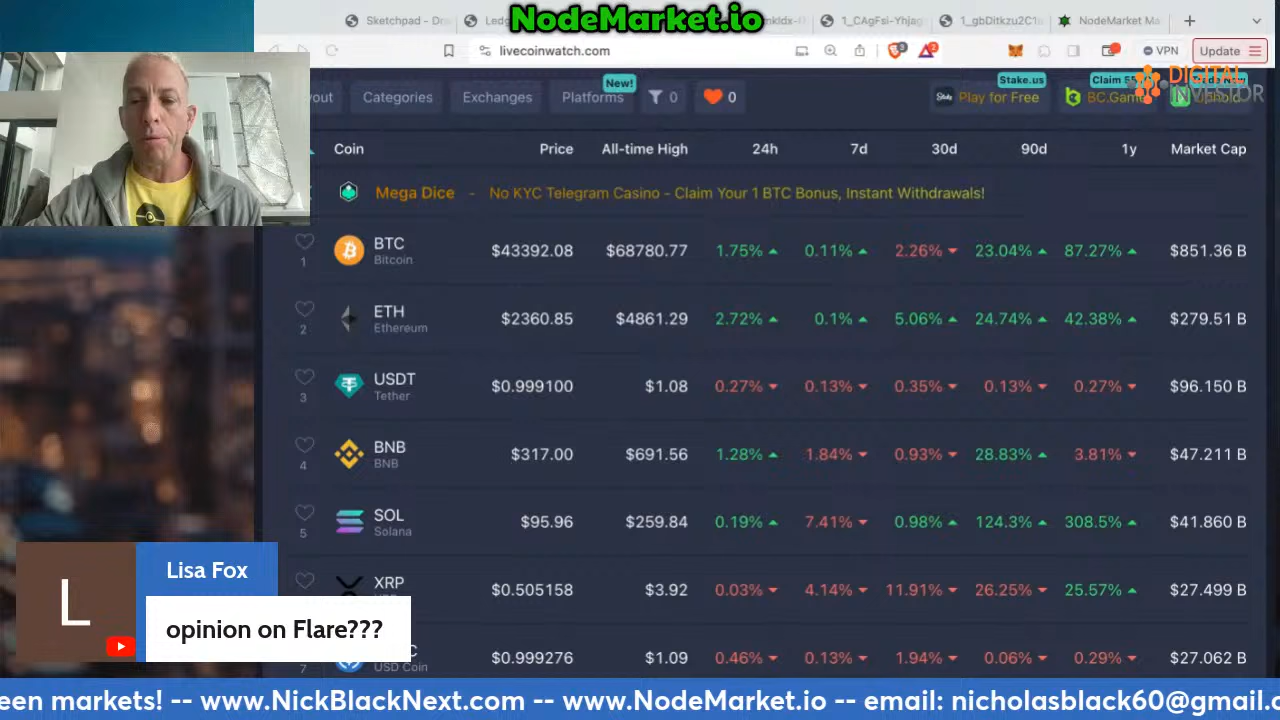 NodeMarket.io
Sketchpad - Dra
Ledg
1_CAgFsi-Yhjag
1_gbDitkzu2C1
NodeMarket Ma
livecoinwatch.com
VPN
Update
DIGITAL
INVESTOR
New!
Stake.us
Categories
Exchanges
Platforms
0
0
Stake
Play for Free
BC.Game
Coin
Price
All-time High
24h
7d
30d
90d
1y
Market Cap
Mega Dice - No KYC Telegram Casino - Claim Your 1 BTC Bonus, Instant Withdrawals!
1 BTC Bitcoin $43392.08 $68780.77 1.75% 0.11% 2.26% 23.04% 87.27% $851.36 B
2 ETH Ethereum $2360.85 $4861.29 2.72% 0.1% 5.06% 24.74% 42.38% $279.51 B
3 USDT Tether $0.999100 $1.08 0.27% 0.13% 0.35% 0.13% 0.27% $96.150 B
4 BNB BNB $317.00 $691.56 1.28% 1.84% 0.93% 28.83% 3.81% $47.211 B
5 SOL Solana $95.96 $259.84 0.19% 7.41% 0.98% 124.3% 308.5% $41.860 B
XRP $0.505158 $3.92 0.03% 4.14% 11.91% 26.25% 25.57% $27.499 B
7 USD Coin $0.999276 $1.09 0.46% 0.13% 1.94% 0.06% 0.29% $27.062 B
L
Lisa Fox
opinion on Flare???
een markets! -- www.NickBlackNext.com -- www.NodeMarket.io -- email: nicholasblack60@gmail.c